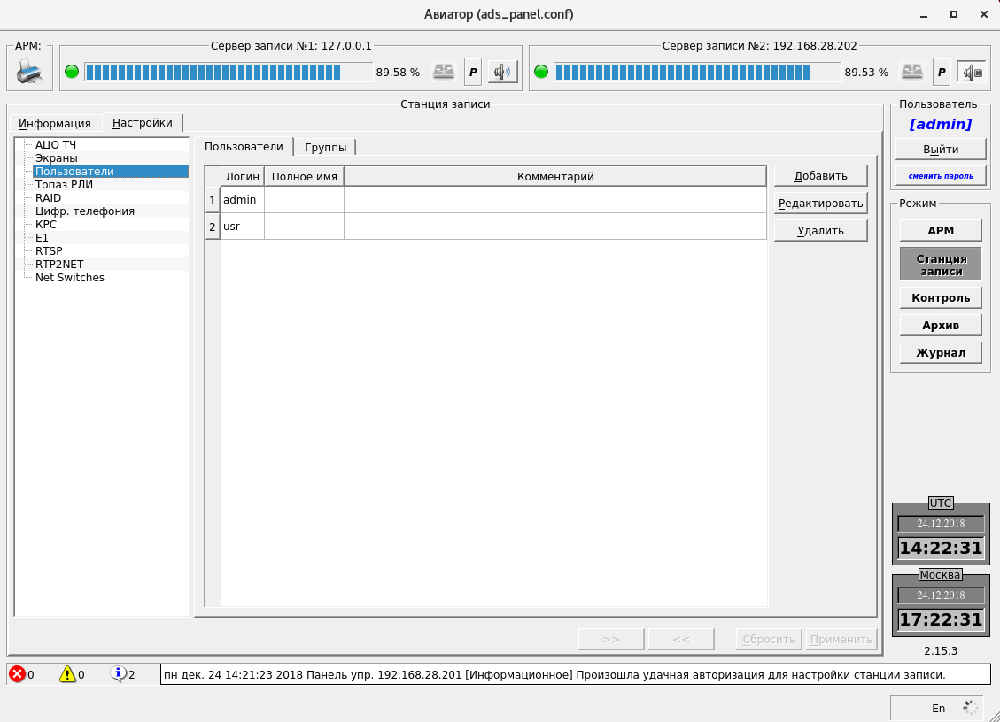 Авиатор (ads_panel.conf)
АРМ:
Сервер записи №1: 127.0.0.1
89.58 %
P
Сервер записи №2: 192.168.28.202
89.53 %
P
Станция записи
Информация
Настройки
АЦО ТЧ
Экраны
Пользователи
Топаз РЛИ
RAID
Цифр. телефония
КРС
E1
RTSP
RTP2NET
Net Switches
Пользователи
Группы
Логин
Полное имя
Комментарий
1 admin
2 usr
Добавить
Редактировать
Удалить
>>
<<
Сбросить
Применить
Пользователь
[admin]
Выйти
сменить пароль
Режим
АРМ
Станция
записи
Контроль
Архив
Журнал
UTC
24.12.2018
14:22:31
Москва
24.12.2018
17:22:31
2.15.3
0
0
2
пн дек. 24 14:21:23 2018 Панель упр. 192.168.28.201 [Информационное] Произошла удачная авторизация для настройки станции записи.
En